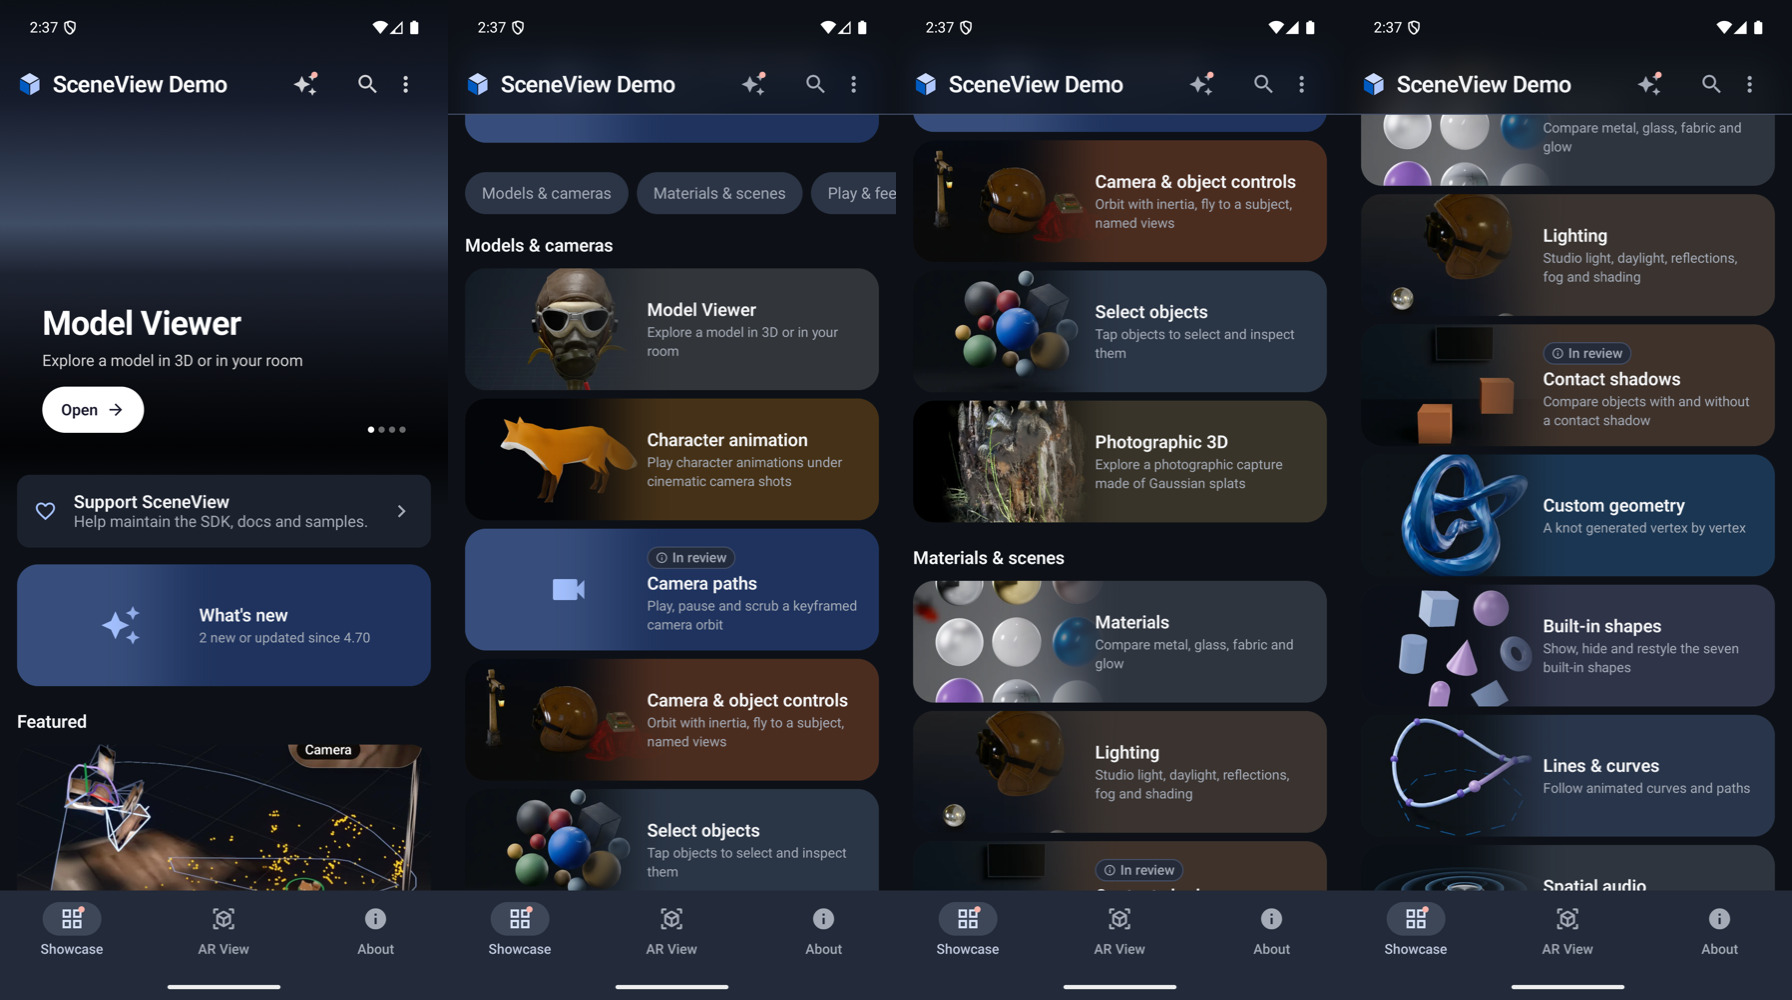 2:37
SceneView Demo
Model Viewer
Explore a model in 3D or in your room
Open
Support SceneView
Help maintain the SDK, docs and samples.
What's new
2 new or updated since 4.70
Featured
Camera
Showcase
AR View
About
2:37
SceneView Demo
Models & cameras
Materials & scenes
Play & fee
Models & cameras
Model Viewer
Explore a model in 3D or in your
room
Character animation
Play character animations under
cinematic camera shots
In review
Camera paths
Play, pause and scrub a keyframed
camera orbit
Camera & object controls
Orbit with inertia, fly to a subject,
named views
Select objects
Tap objects to select and inspect
them
Showcase
AR View
About
2:37
SceneView Demo
Camera & object controls
Orbit with inertia, fly to a subject,
named views
Select objects
Tap objects to select and inspect
them
Photographic 3D
Explore a photographic capture
made of Gaussian splats
Materials & scenes
Materials
Compare metal, glass, fabric and
glow
Lighting
Studio light, daylight, reflections,
fog and shading
In review
Showcase
AR View
About
2:37
SceneView Demo
Compare metal, glass, fabric and
glow
Lighting
Studio light, daylight, reflections,
fog and shading
In review
Contact shadows
Compare objects with and without
a contact shadow
Custom geometry
A knot generated vertex by vertex
Built-in shapes
Show, hide and restyle the seven
built-in shapes
Lines & curves
Follow animated curves and paths
Spatial audio
Showcase
AR View
About